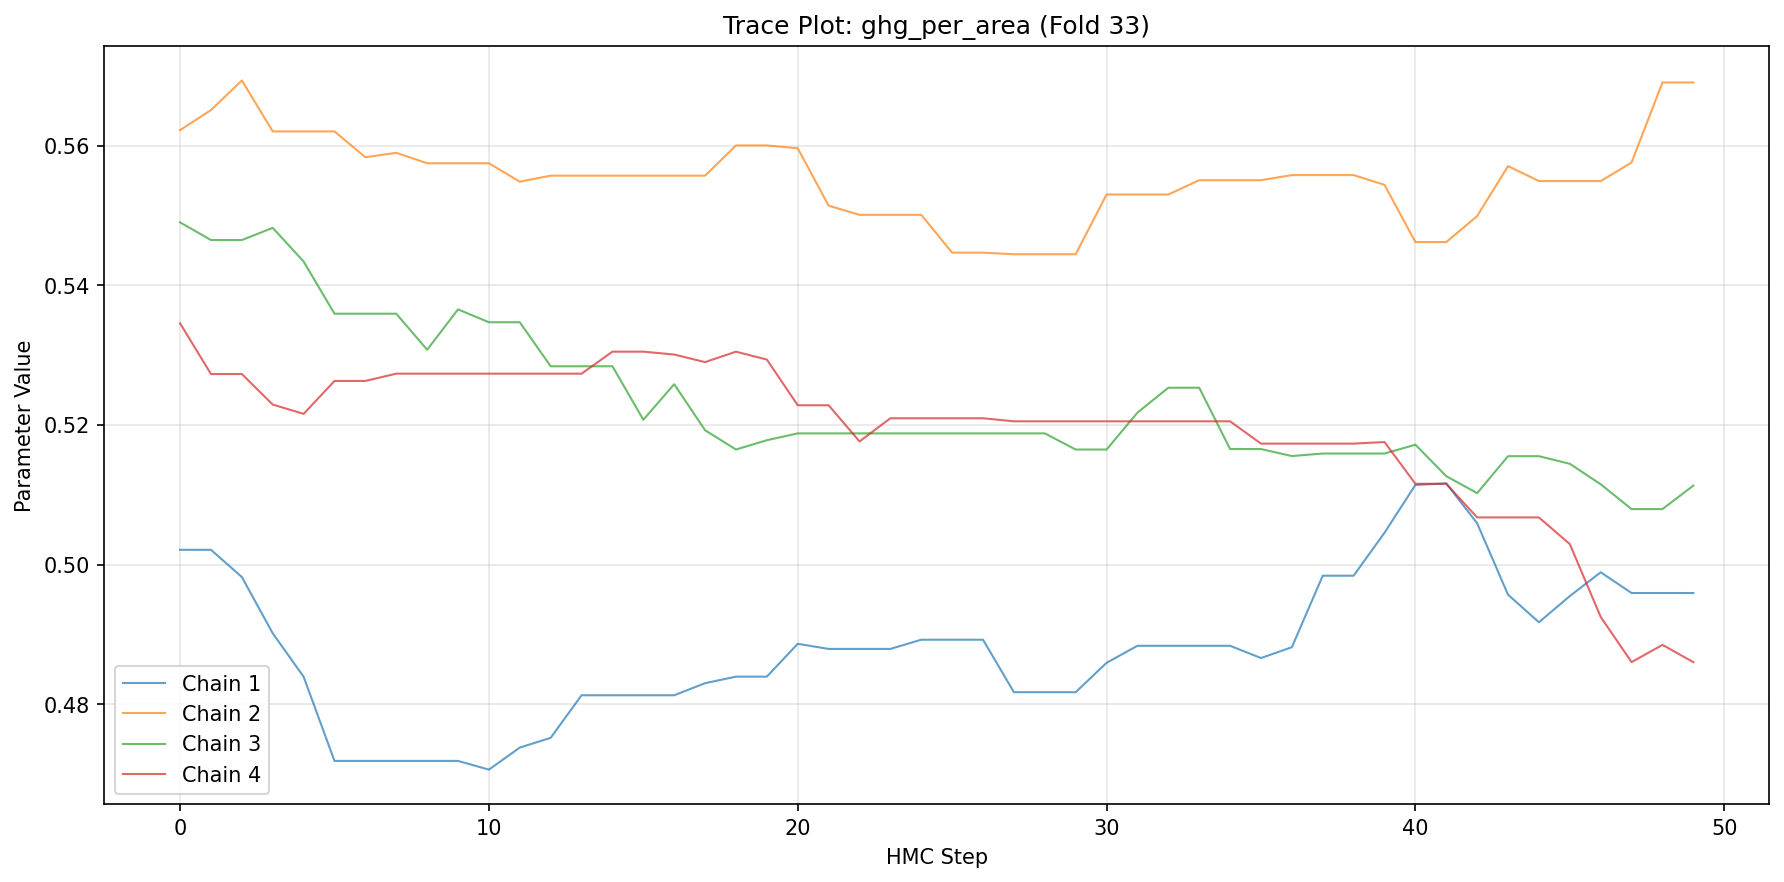 Trace Plot: ghg_per_area (Fold 33)
Parameter Value
0.56
0.54
0.52
0.50
0.48
Chain 1
Chain 2
Chain 3
Chain 4
0 10 20 30 40 50
HMC Step